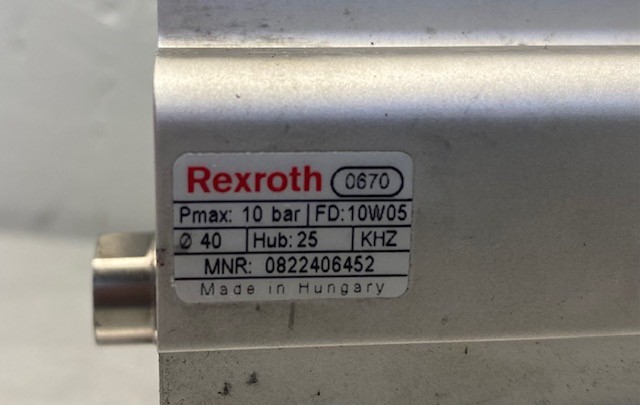 Rexroth 0670
Pmax: 10 bar FD:10W05
Ø 40 Hub: 25 KHZ
MNR: 0822406452
Made in Hungary